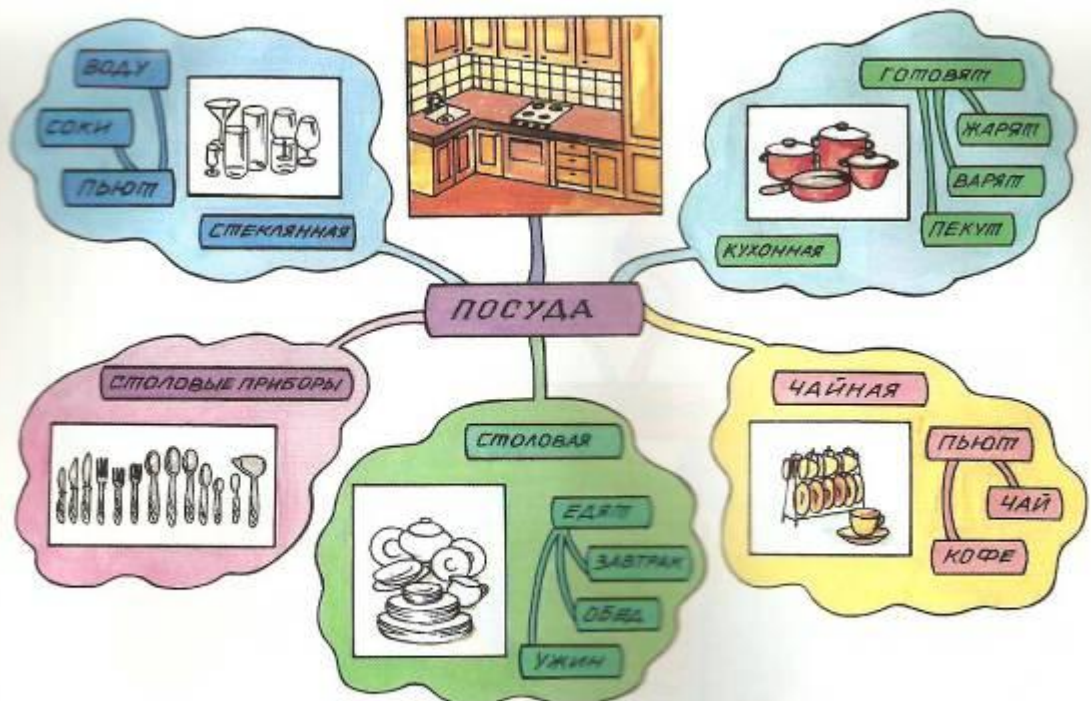 ПОСУДА
СТЕКЛЯННАЯ
ВОДУ
СОКИ
ПЬЮТ
КУХОННАЯ
ГОТОВЯТ
ЖАРЯТ
ВАРЯТ
ПЕКУТ
СТОЛОВЫЕ ПРИБОРЫ
СТОЛОВАЯ
ЕДЯТ
ЗАВТРАК
ОБЕД
УЖИН
ЧАЙНАЯ
ПЬЮТ
ЧАЙ
КОФЕ